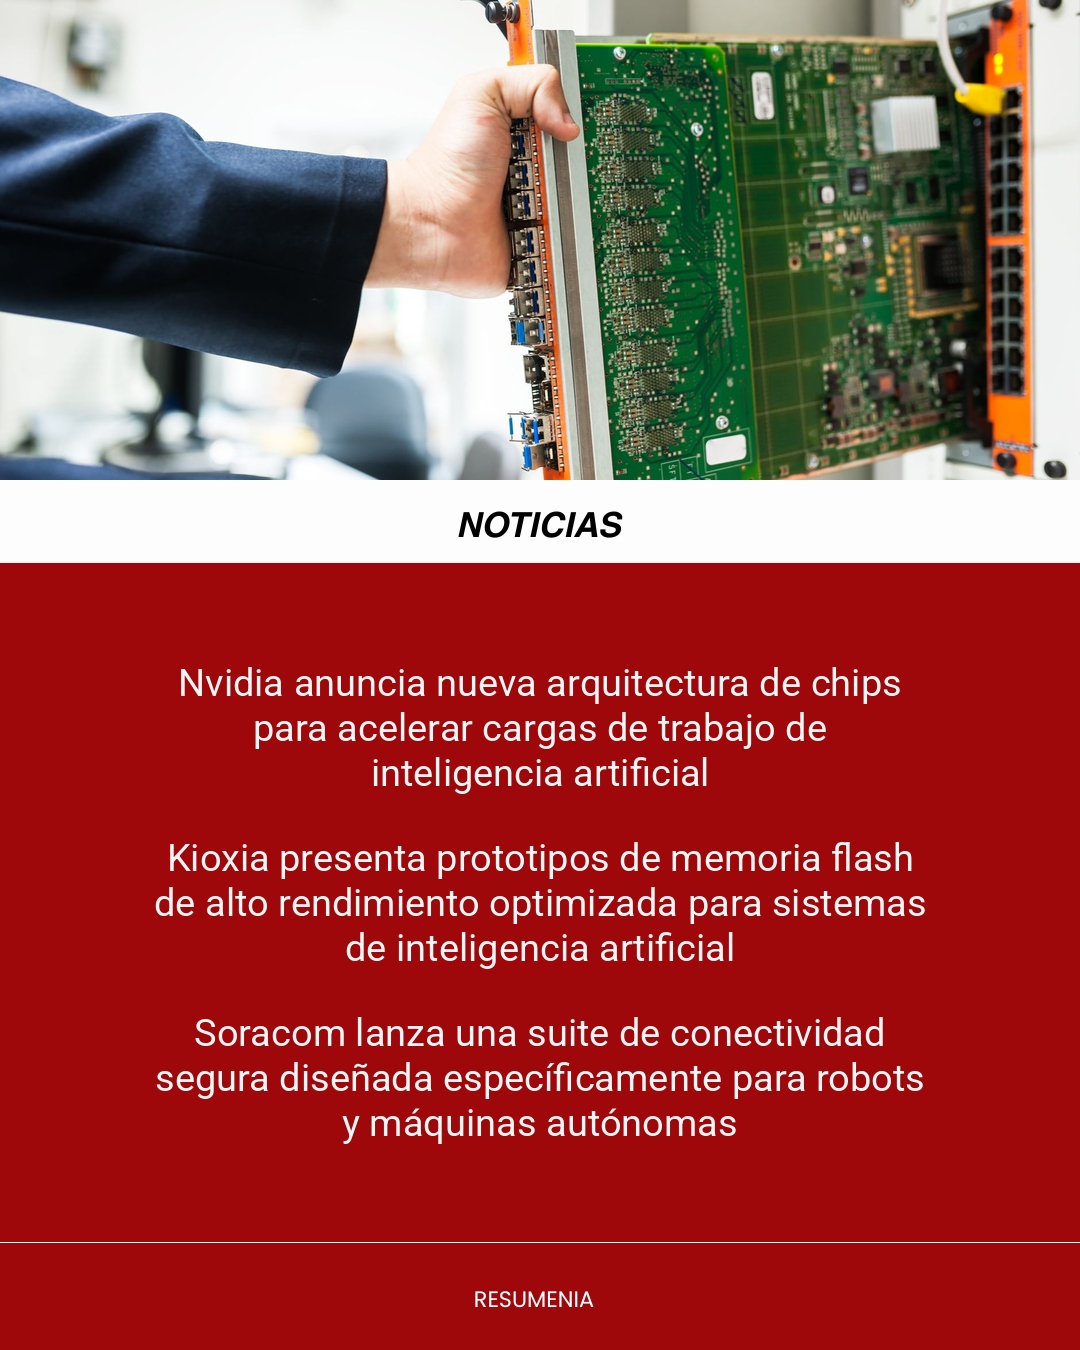 NOTICIAS
Nvidia anuncia nueva arquitectura de chips
para acelerar cargas de trabajo de
inteligencia artificial
Kioxia presenta prototipos de memoria flash
de alto rendimiento optimizada para sistemas
de inteligencia artificial
Soracom lanza una suite de conectividad
segura diseñada específicamente para robots
y máquinas autónomas
RESUMENIA